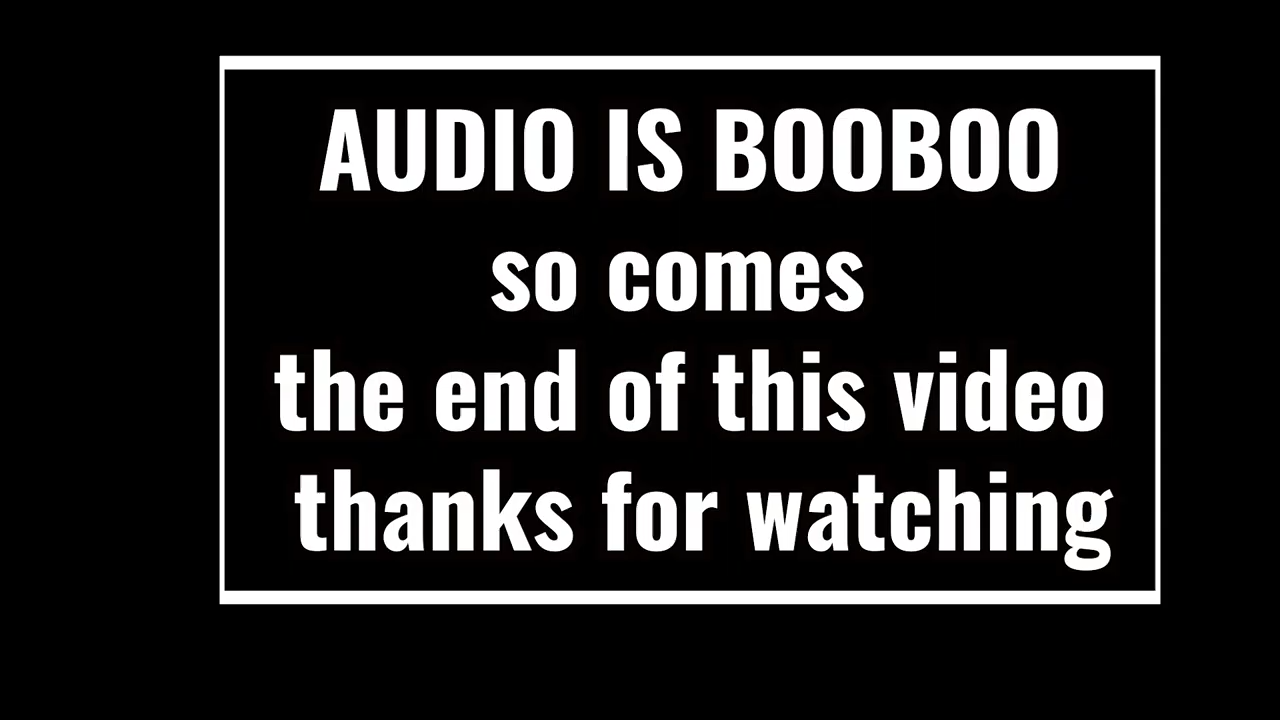 AUDIO IS BOOBOO
so comes
the end of this video
thanks for watching